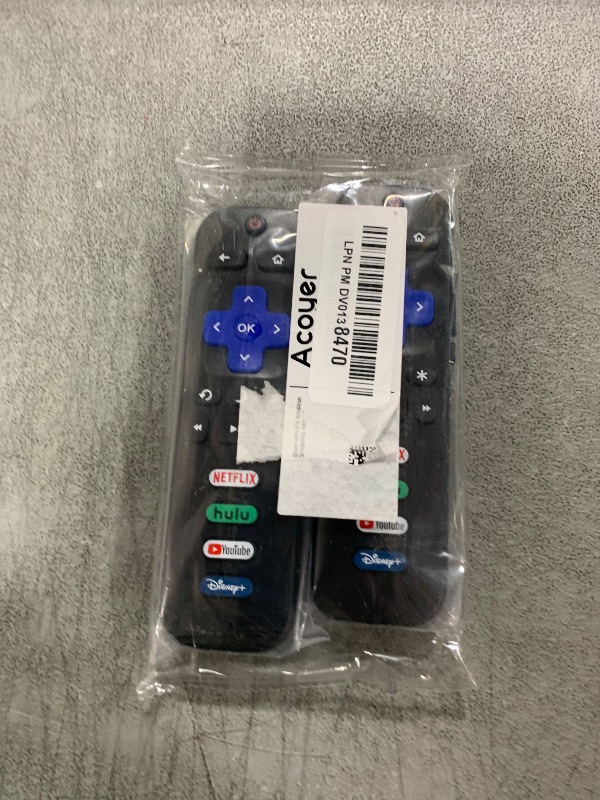 Acoyer
LPN PM DV0138470
OK
NETFLIX
hulu
YouTube
Disney+
X
YouTube
Disney+